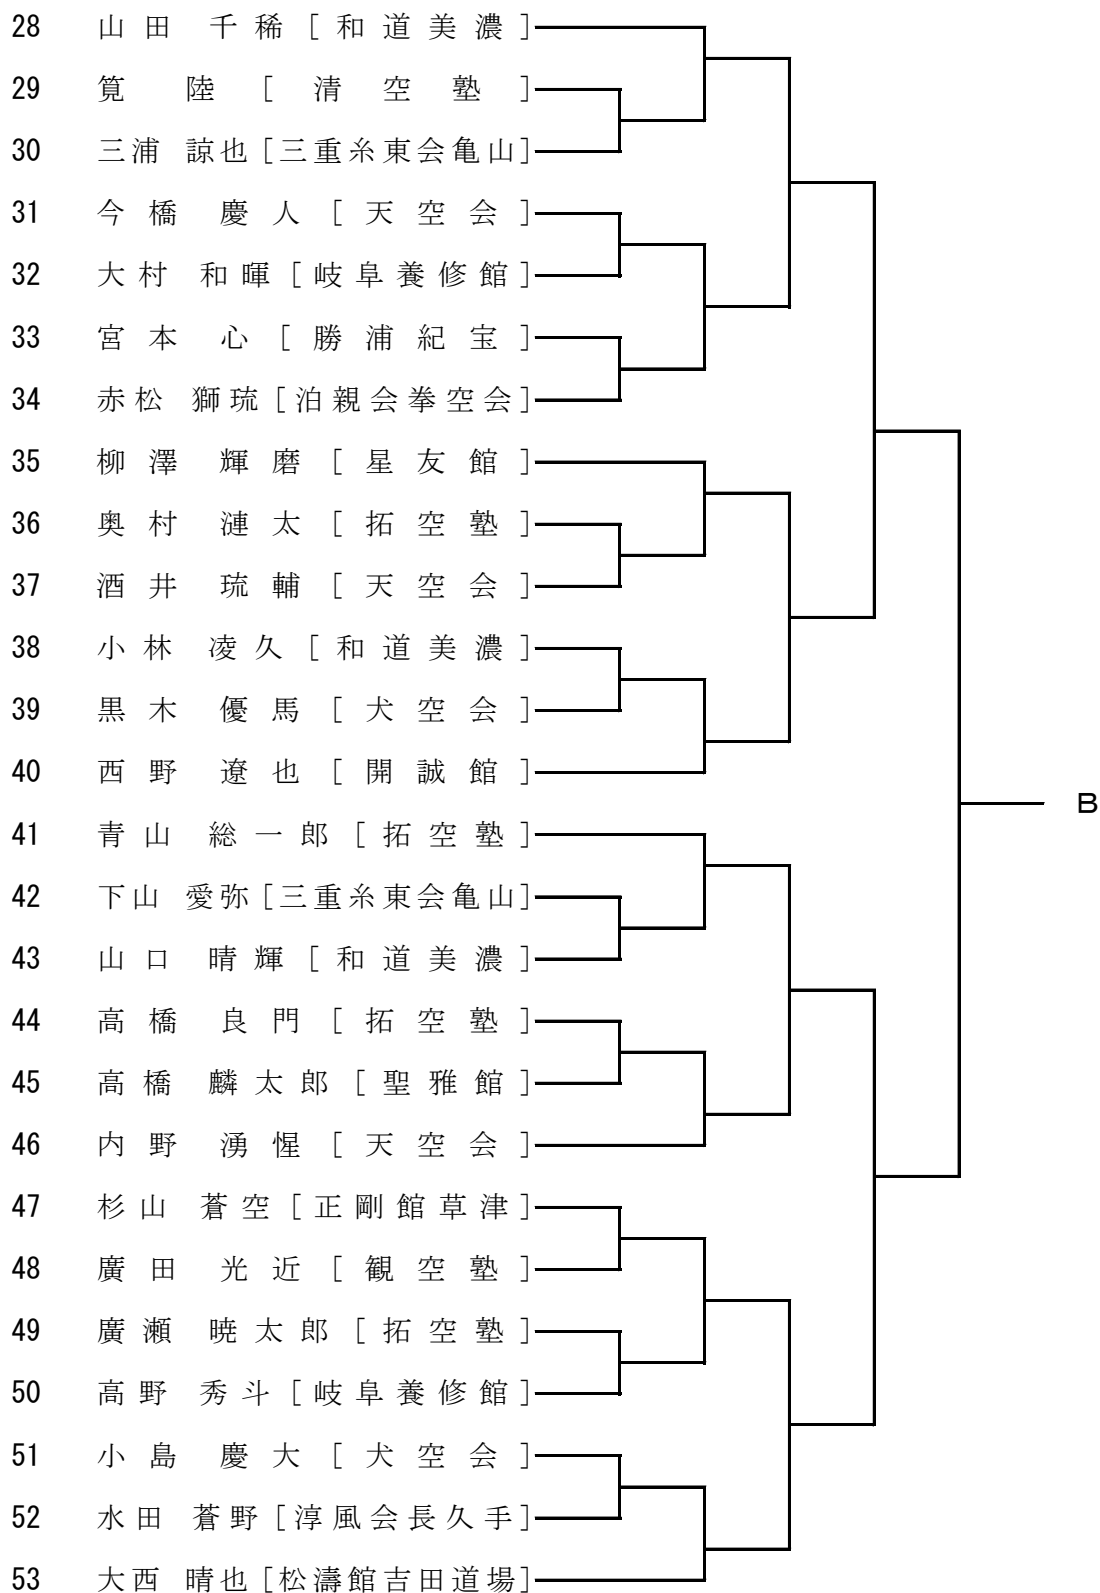 28 山田 千稀 [和道美濃]
29 筧 陸 [清空塾]
30 三浦 諒也 [三重糸東会亀山]
31 今橋 慶人 [天空会]
32 大村 和暉 [岐阜養修館]
33 宮本 心 [勝浦紀宝]
34 赤松 獅琉 [泊親会拳空会]
35 柳澤 輝磨 [星友館]
36 奥村 漣太 [拓空塾]
37 酒井 琉輔 [天空会]
38 小林 凌久 [和道美濃]
39 黒木 優馬 [犬空会]
40 西野 遼也 [開誠館]
B
41 青山 総一郎 [拓空塾]
42 下山 愛弥 [三重糸東会亀山]
43 山口 晴輝 [和道美濃]
44 高橋 良門 [拓空塾]
45 高橋 麟太郎 [聖雅館]
46 内野 湧惺 [天空会]
47 杉山 蒼空 [正剛館草津]
48 廣田 光近 [観空塾]
49 廣瀬 暁太郎 [拓空塾]
50 高野 秀斗 [岐阜養修館]
51 小島 慶大 [犬空会]
52 水田 蒼野 [淳風会長久手]
53 大西 晴也 [松濤館吉田道場]